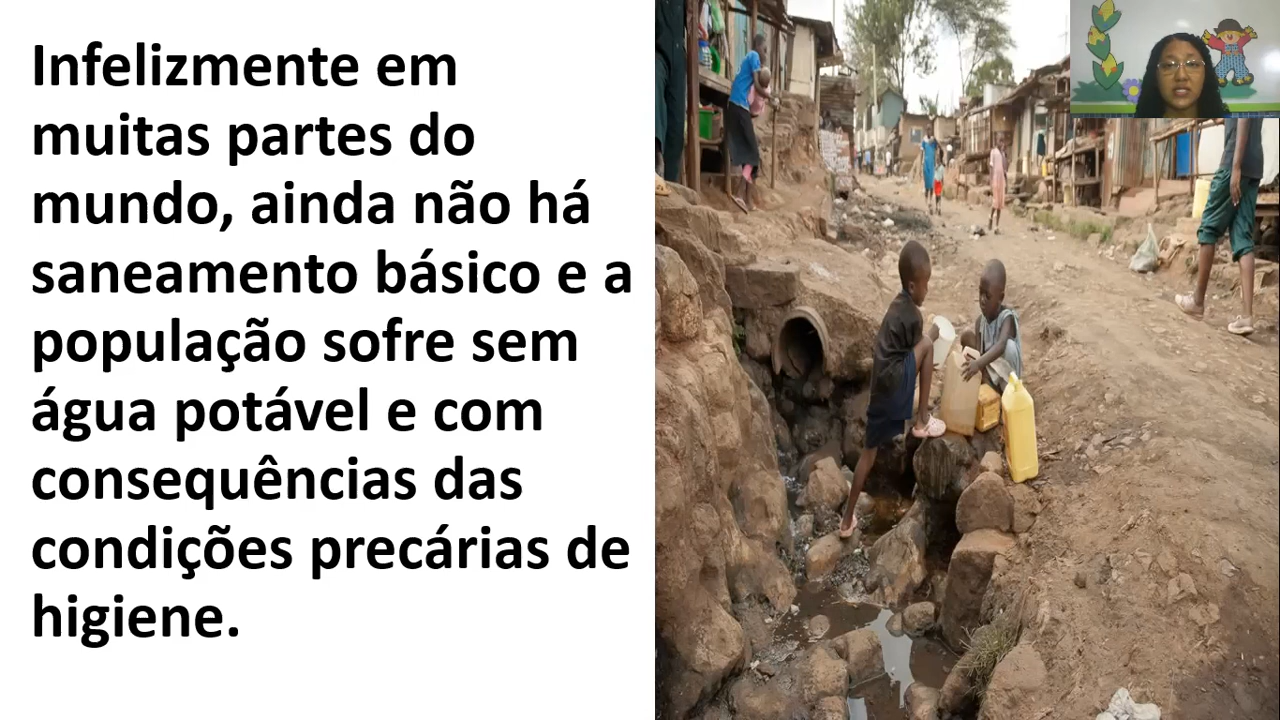 Infelizmente em
muitas partes do
mundo, ainda não há
saneamento básico e a
população sofre sem
água potável e com
consequências das
condições precárias de
higiene.